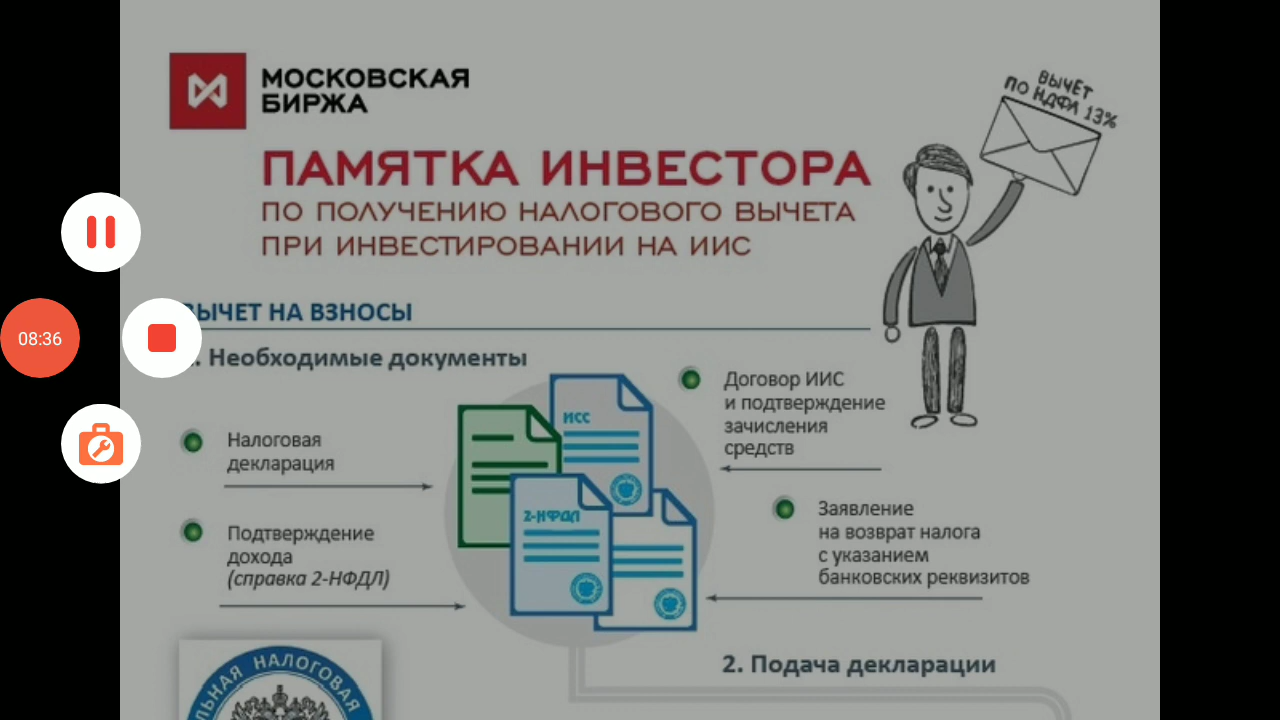 МОСКОВСКАЯ
БИРЖА
ВЫЧЕТ
ПО НДФЛ 13%
ПАМЯТКА ИНВЕСТОРА
ПО ПОЛУЧЕНИЮ НАЛОГОВОГО ВЫЧЕТА
ПРИ ИНВЕСТИРОВАНИИ НА ИИС
ВЫЧЕТ НА ВЗНОСЫ
08:36
. Необходимые документы
Договор ИИС
и подтверждение
зачисления
средств
ИСС
Налоговая
декларация
Заявление
на возврат налога
с указанием
банковских реквизитов
2-НФДЛ
Подтверждение
дохода
(справка 2-НФДЛ)
2. Подача декларации
ЛЬНАЯ НАЛОГОВАЯ